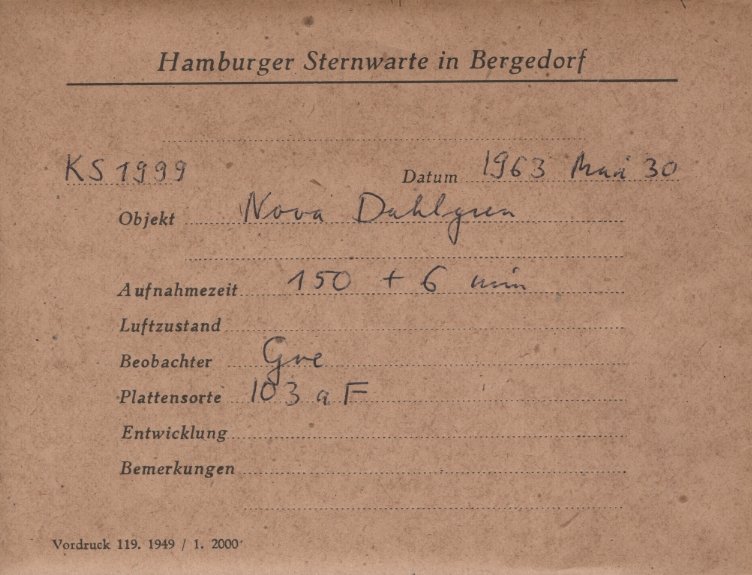 Hamburger Sternwarte in Bergedorf
KS 1999 Datum 1963 Mai 30
Objekt Nova Dahlgren
Aufnahmezeit 150 + 6 min
Luftzustand
Beobachter Gre
Plattensorte 103 a F
Entwicklung
Bemerkungen
Vordruck 119. 1949 / 1. 2000